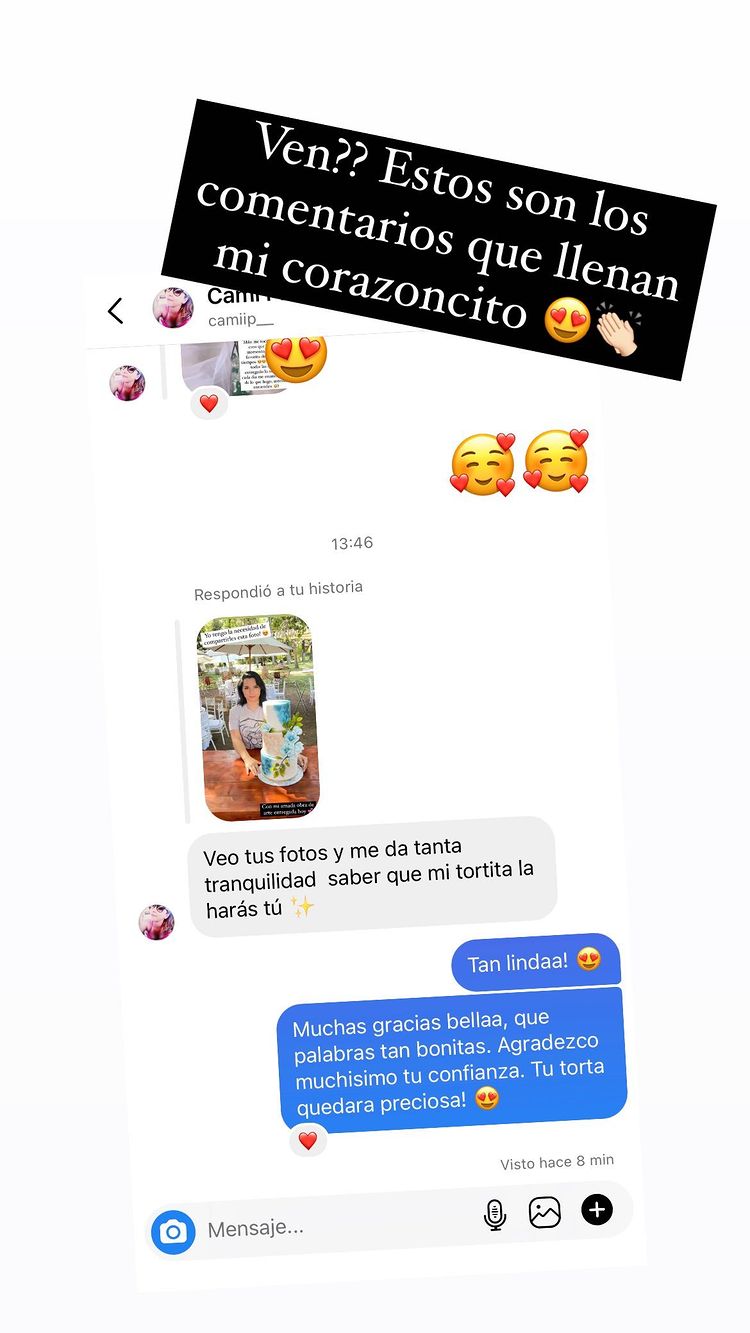 Ven?? Estos son los
comentarios que llenan
mi corazoncito 😍👏🏻
camiip__
13:46
Respondió a tu historia
Yo tengo la necesidad de
compartirles esta foto! 😍
Con mi amada obra de
arte entregada hoy
Veo tus fotos y me da tanta
tranquilidad saber que mi tortita la
harás tú ✨
Tan lindaa! 😍
Muchas gracias bellaa, que
palabras tan bonitas. Agradezco
muchisimo tu confianza. Tu torta
quedara preciosa! 😍
Visto hace 8 min
Mensaje...